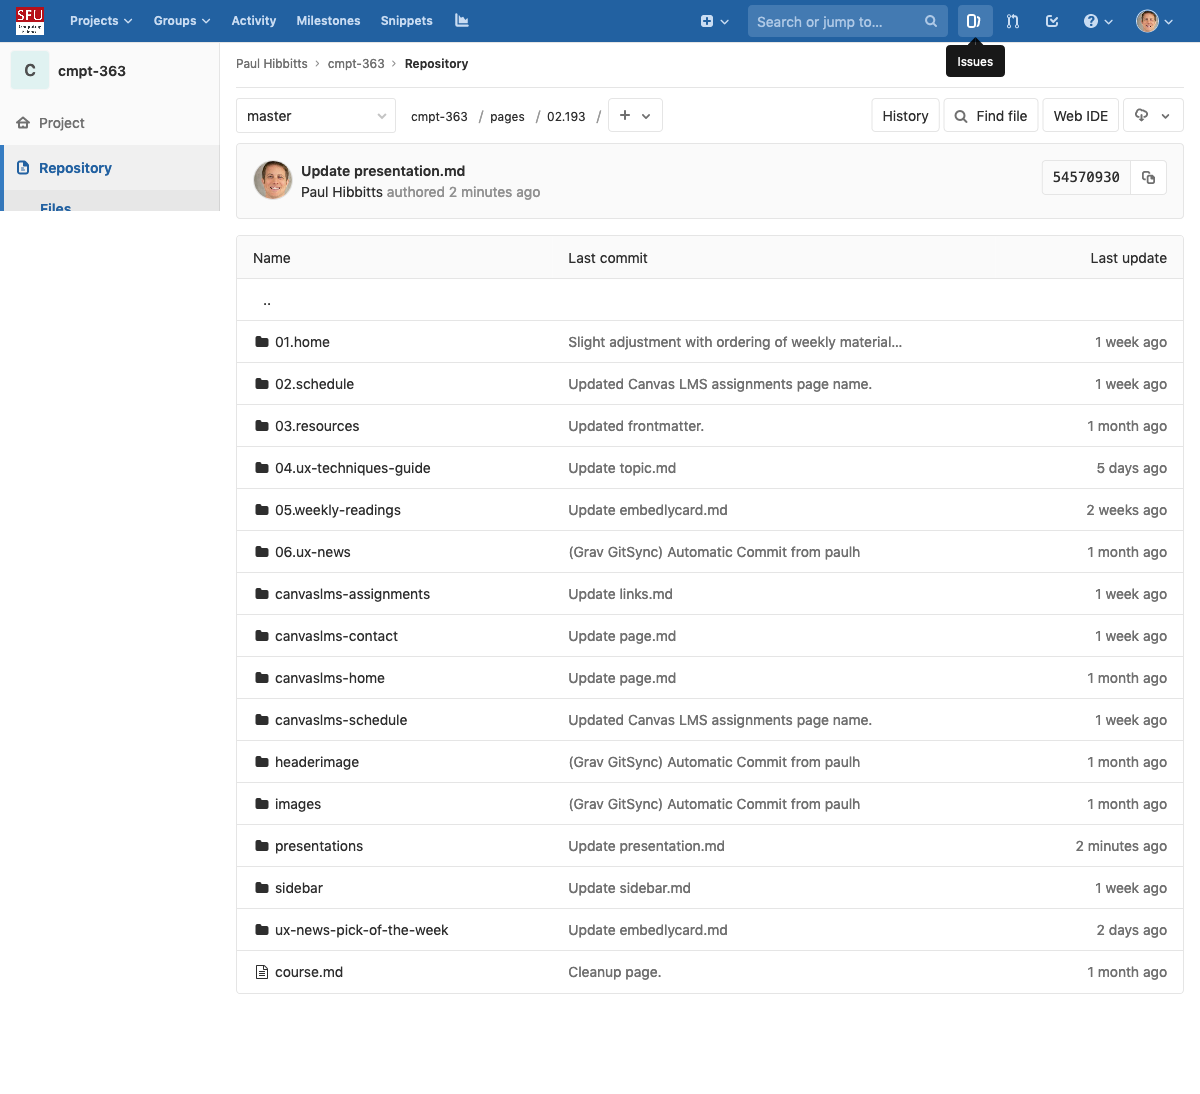 SFU Projects Groups Activity Milestones Snippets Search or jump to...
C cmpt-363
Project
Repository
Files
Paul Hibbitts › cmpt-363 › Repository
Issues
master cmpt-363 / pages / 02.193 / + History Find file Web IDE
Update presentation.md
Paul Hibbitts authored 2 minutes ago
54570930
Name Last commit Last update
..
01.home Slight adjustment with ordering of weekly material... 1 week ago
02.schedule Updated Canvas LMS assignments page name. 1 week ago
03.resources Updated frontmatter. 1 month ago
04.ux-techniques-guide Update topic.md 5 days ago
05.weekly-readings Update embedlycard.md 2 weeks ago
06.ux-news (Grav GitSync) Automatic Commit from paulh 1 month ago
canvaslms-assignments Update links.md 1 week ago
canvaslms-contact Update page.md 1 week ago
canvaslms-home Update page.md 1 month ago
canvaslms-schedule Updated Canvas LMS assignments page name. 1 week ago
headerimage (Grav GitSync) Automatic Commit from paulh 1 month ago
images (Grav GitSync) Automatic Commit from paulh 1 month ago
presentations Update presentation.md 2 minutes ago
sidebar Update sidebar.md 1 week ago
ux-news-pick-of-the-week Update embedlycard.md 2 days ago
course.md Cleanup page. 1 month ago